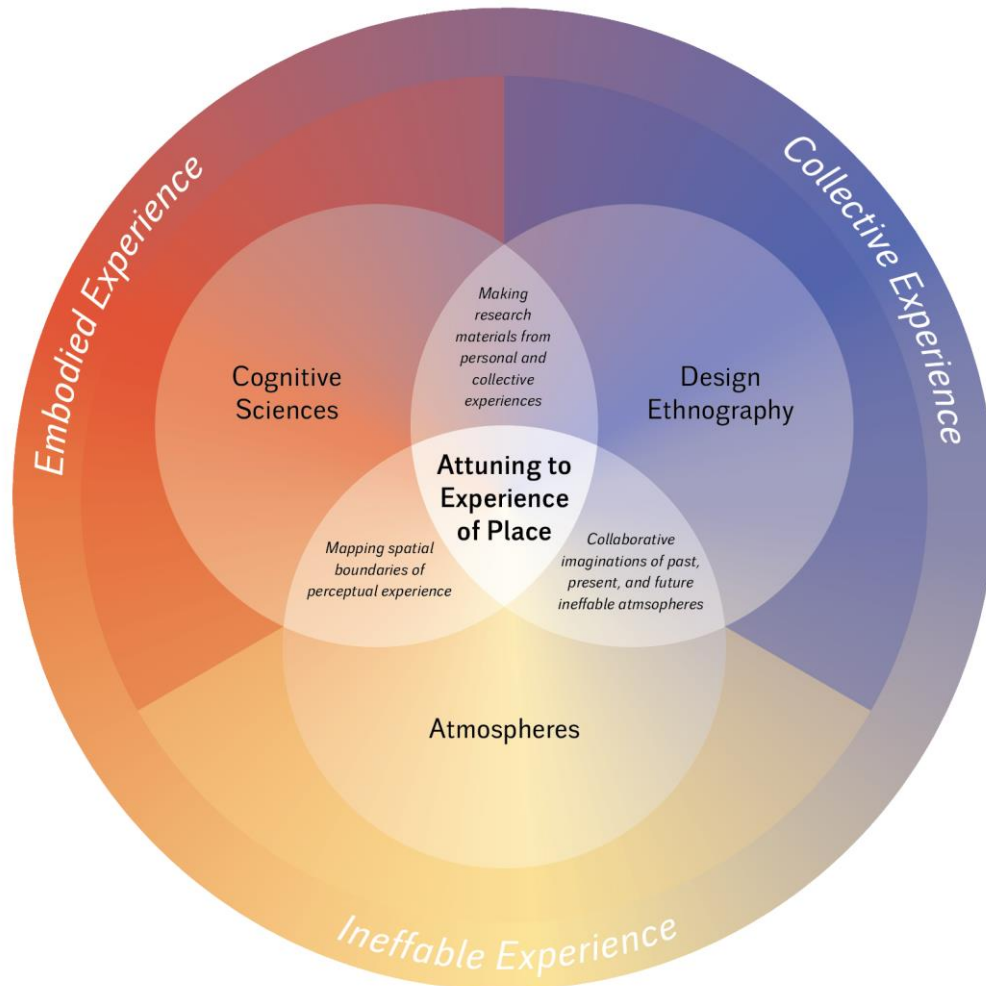 Embodied Experience
Collective Experience
Making
research
materials from
personal and
collective
experiences
Cognitive
Sciences
Design
Ethnography
Attuning to
Experience
of Place
Mapping spatial
boundaries of
perceptual experience
Collaborative
imaginations of past,
present, and future
ineffable atmsopheres
Atmospheres
Ineffable Experience